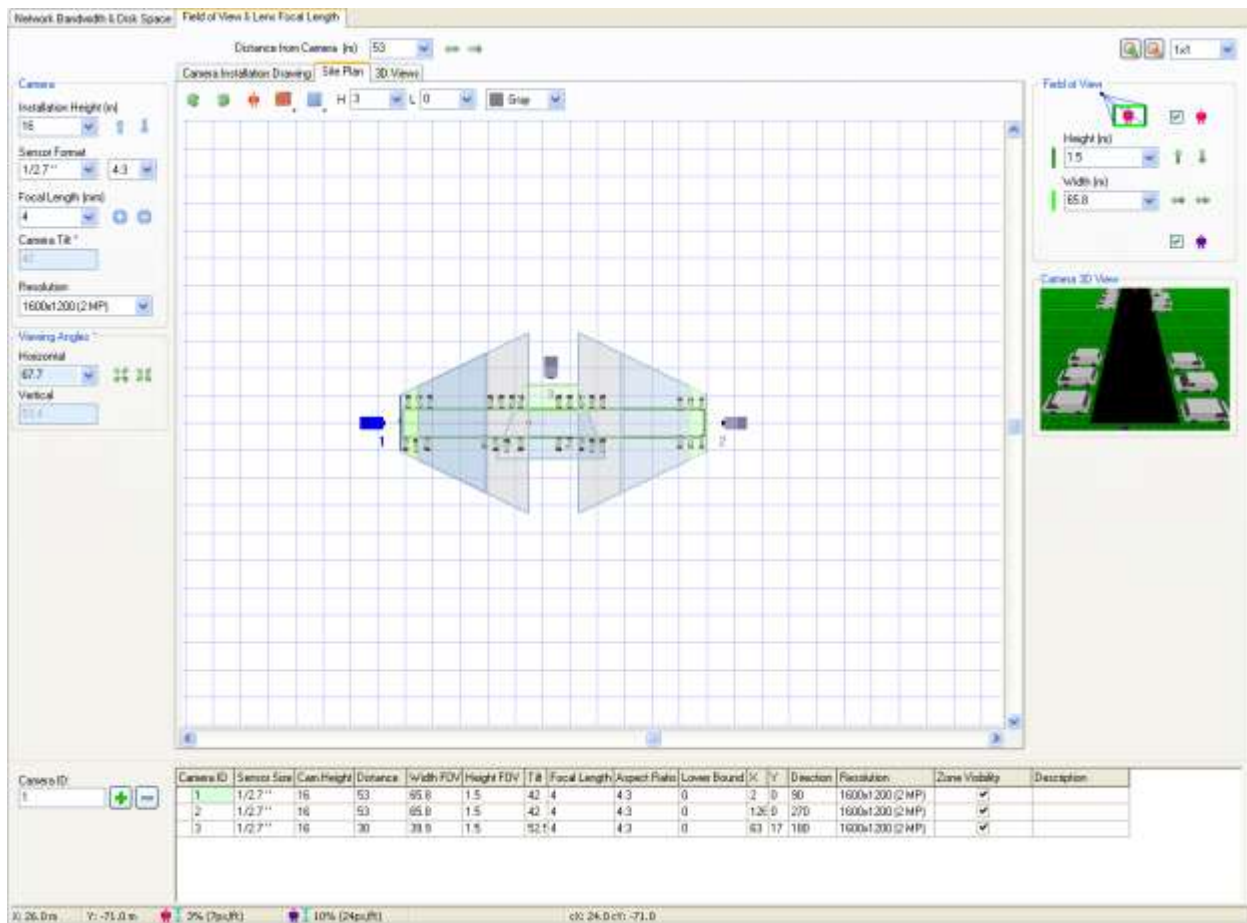 Network Bandwidth & Disk Space Field of View & Lens Focal Length
Distance from Camera (m) 53
1x1
Camera Installation Drawing Site Plan 3D Views
H 3 L 0 Gray
Camera
Installation Height (m)
16
Sensor Format
1/2.7" 4:3
Focal Length (mm)
4
Camera Tilt °
Resolution
1600x1200 (2 MP)
Viewing Angles °
Horizontal
67.7
Vertical
Field of View
Height (m)
1.5
Width (m)
65.8
Camera 3D View
3
1
2
Camera ID:
1
Camera ID Sensor Size Cam.Height Distance Width FOV Height FOV Tilt Focal Length Aspect Ratio Lower Bound X Y Direction Resolution Zone Visibility Description
1 1/2.7" 16 53 65.8 1.5 42 4 4:3 0 2 0 90 1600x1200 (2 MP)
2 1/2.7" 16 53 65.8 1.5 42 4 4:3 0 126 0 270 1600x1200 (2 MP)
3 1/2.7" 16 30 39.9 1.5 52.5 4 4:3 0 63 17 180 1600x1200 (2 MP)
X: 26.0 m Y: -71.0 m 3% (7px/ft) 10% (24px/ft) cX: 24.0 cY: -71.0